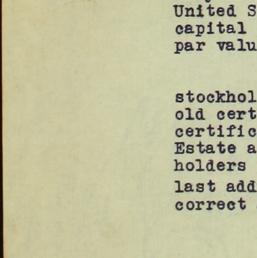 United S
capital
par valu
stockhol
old cert
certific
Estate a
holders
last add
correct